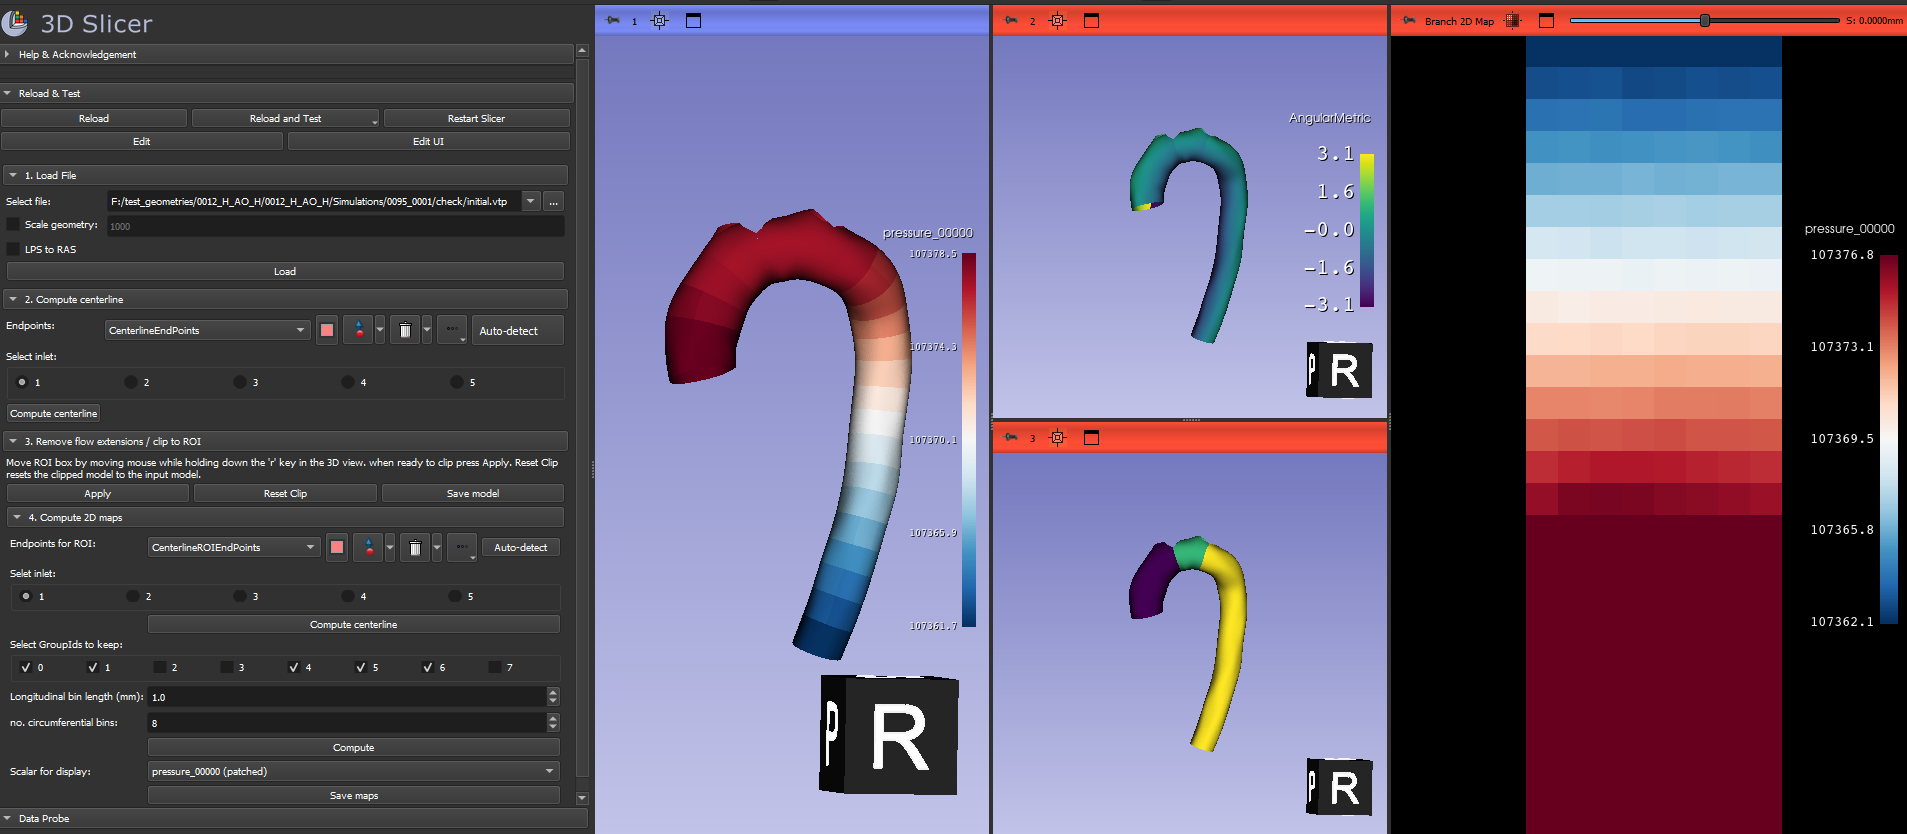 3D Slicer
Help & Acknowledgement
Reload & Test
Reload
Reload and Test
Restart Slicer
Edit
Edit UI
1. Load File
Select file:
F:/test_geometries/0012_H_AO_H/0012_H_AO_H/Simulations/0095_0001/check/initial.vtp
...
Scale geometry:
1000
LPS to RAS
Load
2. Compute centerline
Endpoints:
CenterlineEndPoints
Auto-detect
Select inlet:
1 2 3 4 5
Compute centerline
3. Remove flow extensions / clip to ROI
Move ROI box by moving mouse while holding down the 'r' key in the 3D view. when ready to clip press Apply. Reset Clip
resets the clipped model to the input model.
Apply
Reset Clip
Save model
4. Compute 2D maps
Endpoints for ROI:
CenterlineROIEndPoints
Auto-detect
Selet inlet:
1 2 3 4 5
Compute centerline
Select GroupIds to keep:
0 1 2 3 4 5 6 7
Longitudinal bin length (mm):
1.0
no. circumferential bins:
8
Compute
Scalar for display:
pressure_00000 (patched)
Save maps
Data Probe
1
pressure_00000
107378.5
107374.3
107370.1
107365.9
107361.7
P R
2
AngularMetric
3.1
1.6
-0.0
-1.6
-3.1
P R
3
P R
Branch 2D Map
S: 0.0000mm
pressure_00000
107376.8
107373.1
107369.5
107365.8
107362.1